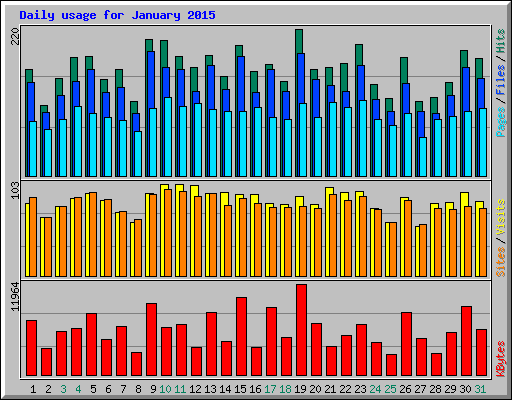 Daily usage for January 2015
220
Pages / Files / Hits
103
Sites / Visits
11964
KBytes
1 2 3 4 5 6 7 8 9 10 11 12 13 14 15 16 17 18 19 20 21 22 23 24 25 26 27 28 29 30 31